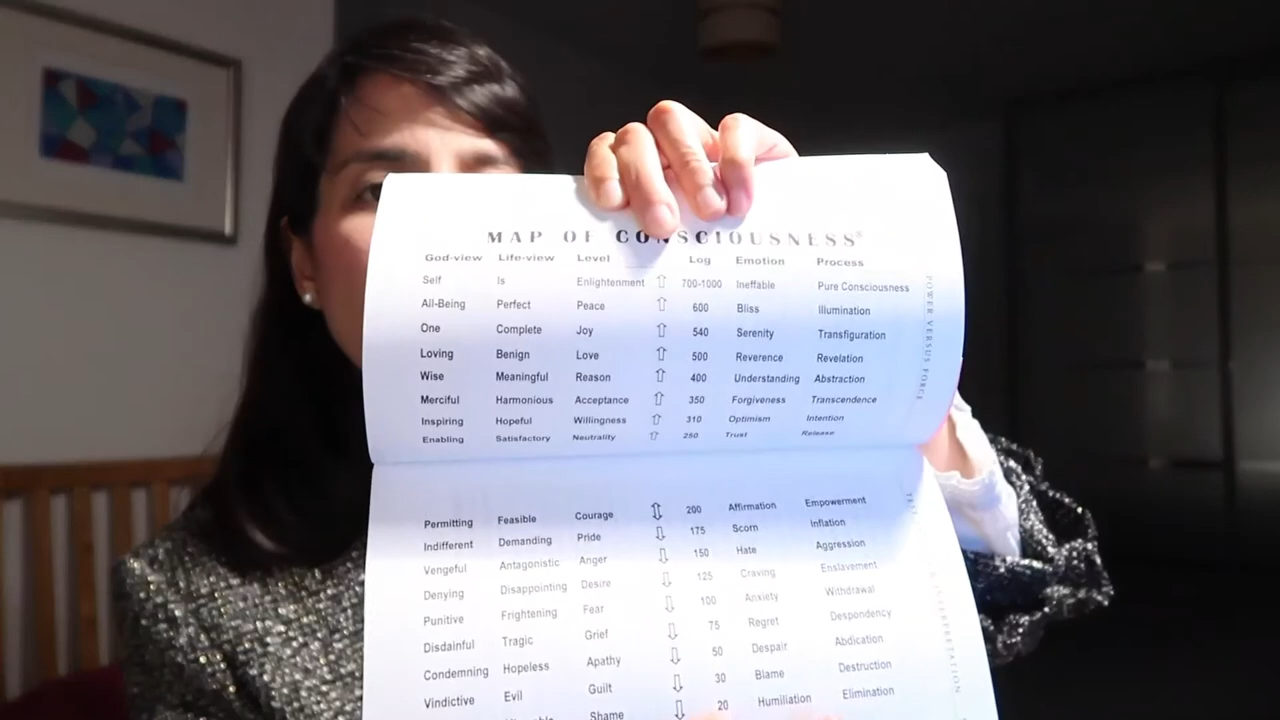 MAP OF CONSCIOUSNESS®
God-view Life-view Level Log Emotion Process
Self Is Enlightenment ⇧ 700-1000 Ineffable Pure Consciousness
All-Being Perfect Peace ⇧ 600 Bliss Illumination
One Complete Joy ⇧ 540 Serenity Transfiguration
Loving Benign Love ⇧ 500 Reverence Revelation
Wise Meaningful Reason ⇧ 400 Understanding Abstraction
Merciful Harmonious Acceptance ⇧ 350 Forgiveness Transcendence
Inspiring Hopeful Willingness ⇧ 310 Optimism Intention
Enabling Satisfactory Neutrality ⇧ 250 Trust Release
Permitting Feasible Courage ⇕ 200 Affirmation Empowerment
Indifferent Demanding Pride ⇩ 175 Scorn Inflation
Vengeful Antagonistic Anger ⇩ 150 Hate Aggression
Denying Disappointing Desire ⇩ 125 Craving Enslavement
Punitive Frightening Fear ⇩ 100 Anxiety Withdrawal
Disdainful Tragic Grief ⇩ 75 Regret Despondency
Condemning Hopeless Apathy ⇩ 50 Despair Abdication
Vindictive Evil Guilt ⇩ 30 Blame Destruction
Shame ⇩ 20 Humiliation Elimination
POWER VERSUS FORCE